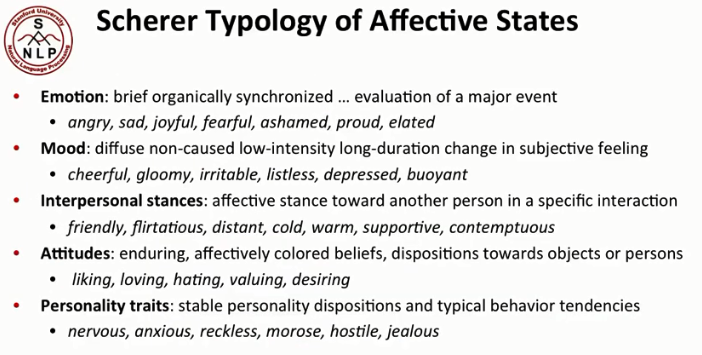 Stanford University
S
NLP
Natural Language Processing
Scherer Typology of Affective States
• Emotion: brief organically synchronized … evaluation of a major event
• angry, sad, joyful, fearful, ashamed, proud, elated
• Mood: diffuse non-caused low-intensity long-duration change in subjective feeling
• cheerful, gloomy, irritable, listless, depressed, buoyant
• Interpersonal stances: affective stance toward another person in a specific interaction
• friendly, flirtatious, distant, cold, warm, supportive, contemptuous
• Attitudes: enduring, affectively colored beliefs, dispositions towards objects or persons
• liking, loving, hating, valuing, desiring
• Personality traits: stable personality dispositions and typical behavior tendencies
• nervous, anxious, reckless, morose, hostile, jealous